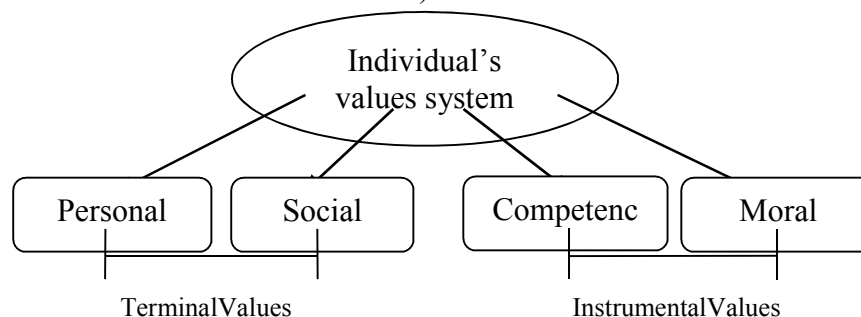 Individual’s
values system
Personal
Social
Competenc
Moral
TerminalValues
InstrumentalValues